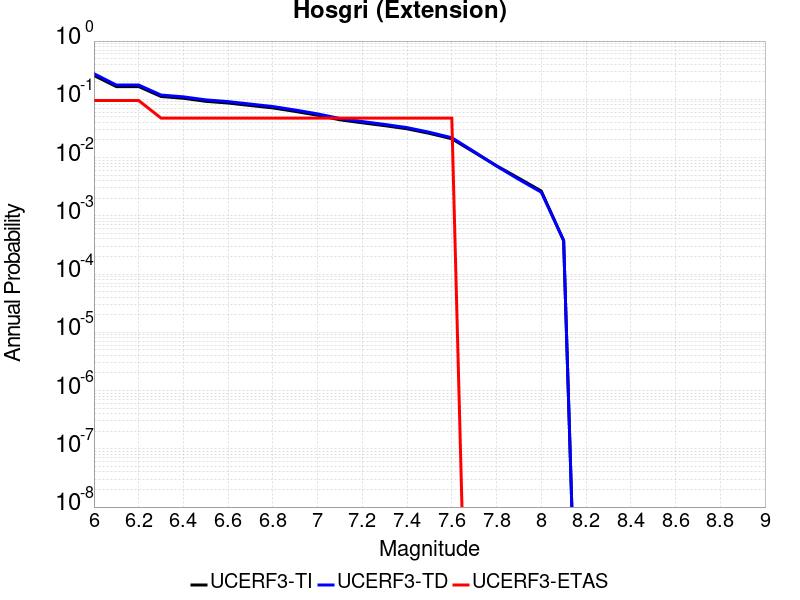 Hosgri (Extension)
10^0
10^-1
10^-2
10^-3
10^-4
10^-5
10^-6
10^-7
10^-8
Annual Probability
6 6.2 6.4 6.6 6.8 7 7.2 7.4 7.6 7.8 8 8.2 8.4 8.6 8.8 9
Magnitude
UCERF3-TI UCERF3-TD UCERF3-ETAS